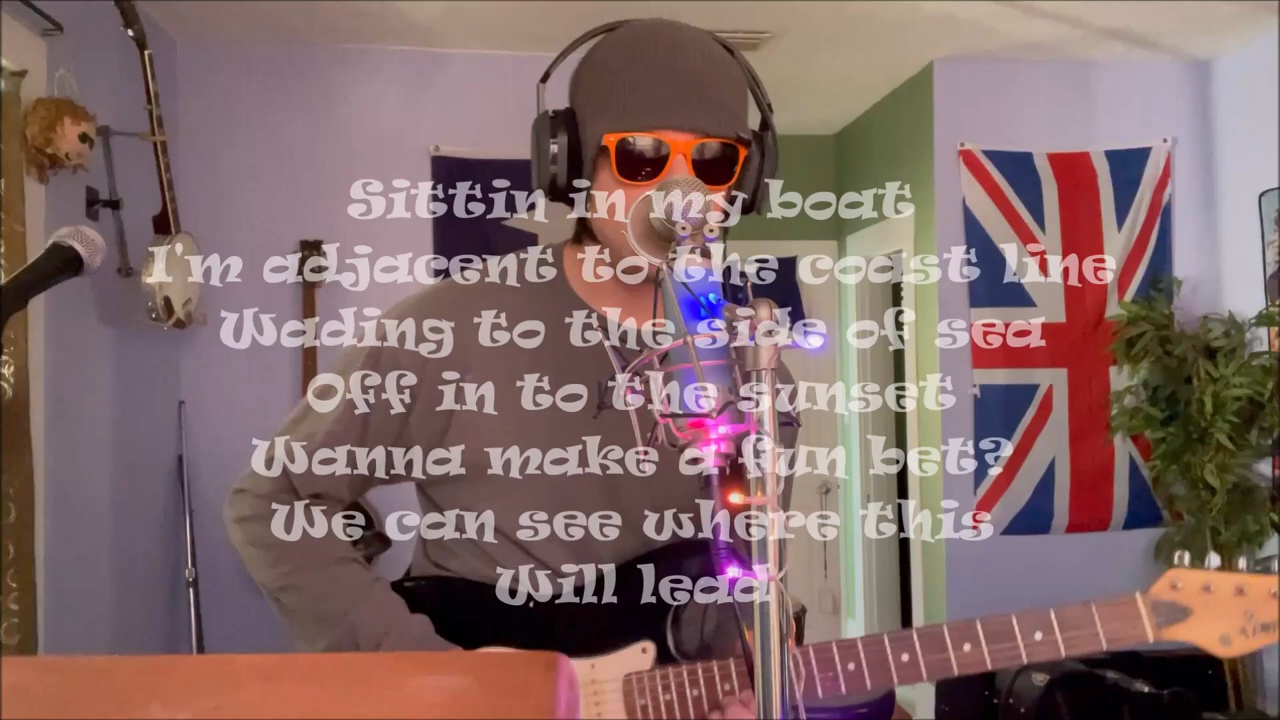 Sittin in my boat
I'm adjacent to the coast line
Wading to the side of sea
Off in to the sunset
Wanna make a fun bet?
We can see where this
Will lead